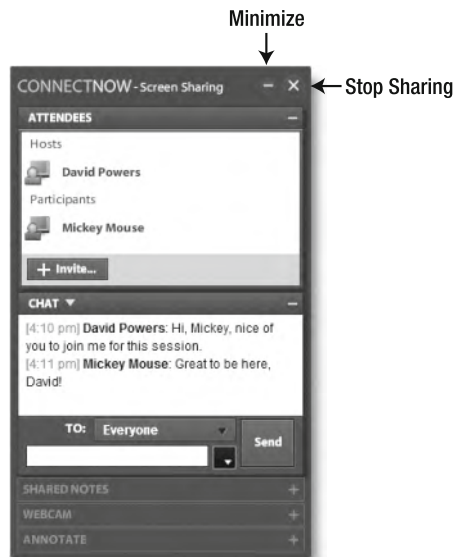 Minimize
CONNECTNOW - Screen Sharing
Stop Sharing
ATTENDEES
Hosts
David Powers
Participants
Mickey Mouse
+ Invite...
CHAT
[4:10 pm] David Powers: Hi, Mickey, nice of
you to join me for this session.
[4:11 pm] Mickey Mouse: Great to be here,
David!
TO: Everyone
Send
SHARED NOTES
WEBCAM
ANNOTATE